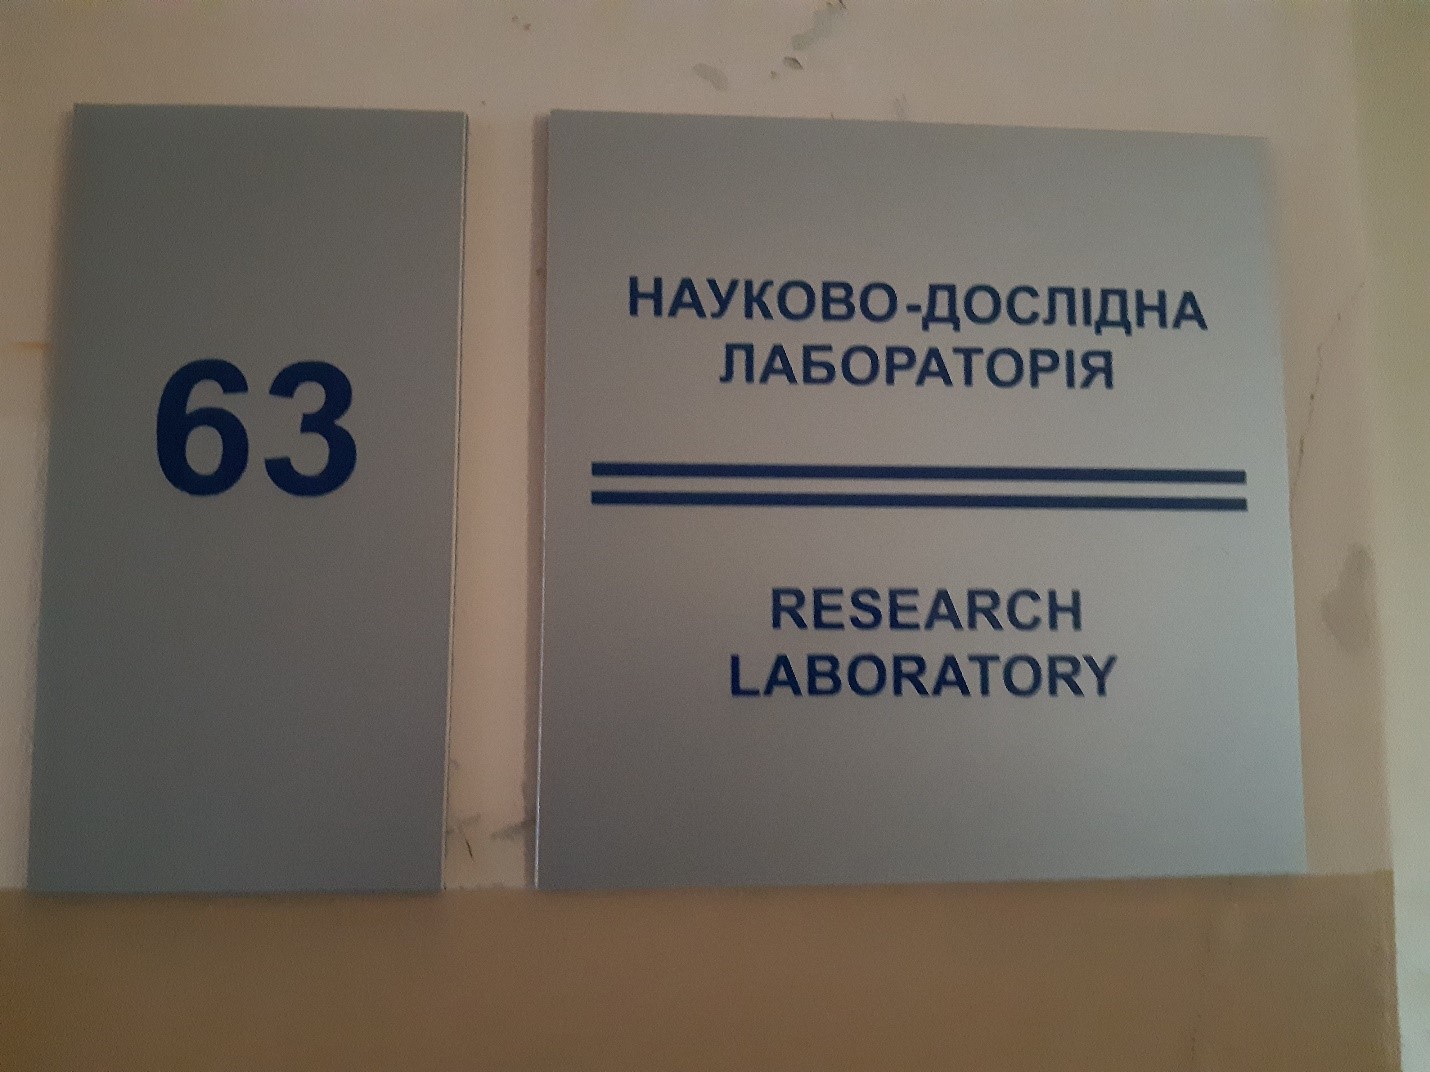 63
НАУКОВО-ДОСЛІДНА
ЛАБОРАТОРІЯ
RESEARCH
LABORATORY